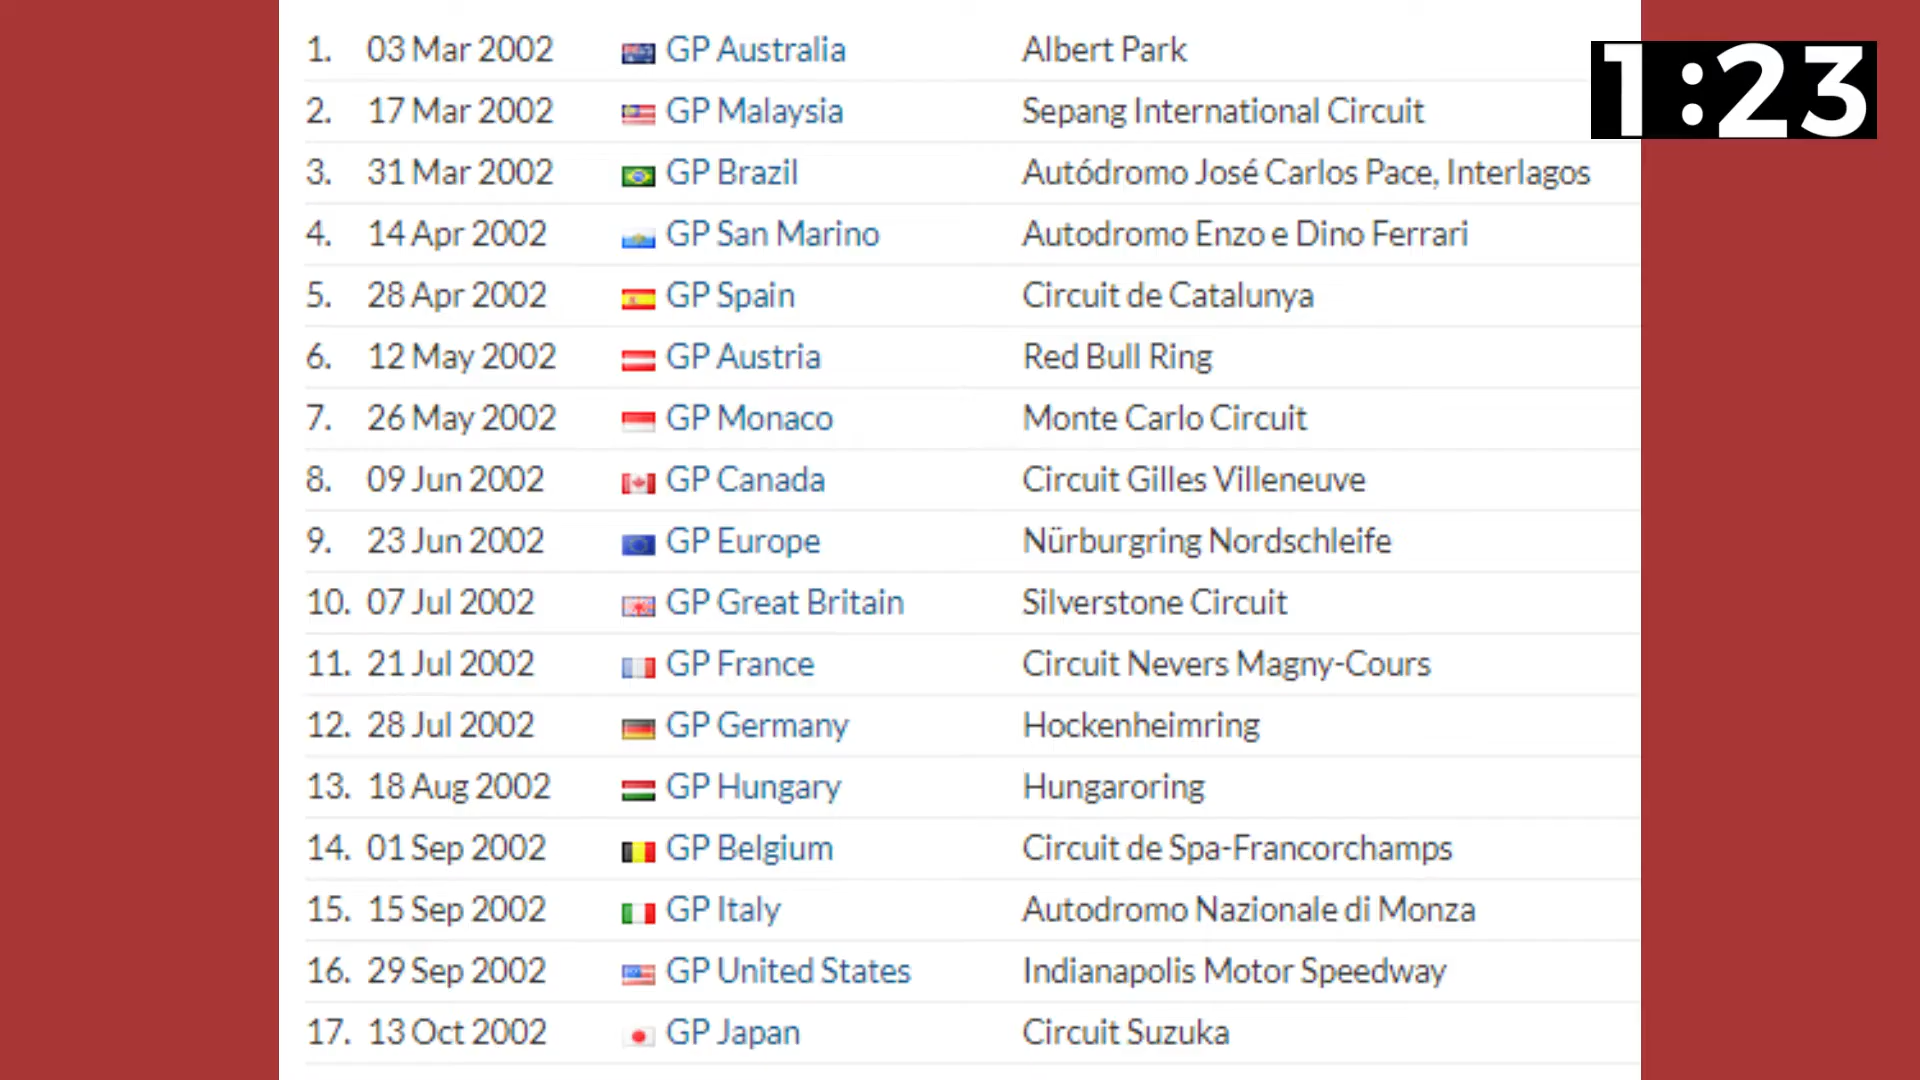 1. 03 Mar 2002 GP Australia Albert Park
1:23
2. 17 Mar 2002 GP Malaysia Sepang International Circuit
3. 31 Mar 2002 GP Brazil Autódromo José Carlos Pace, Interlagos
4. 14 Apr 2002 GP San Marino Autodromo Enzo e Dino Ferrari
5. 28 Apr 2002 GP Spain Circuit de Catalunya
6. 12 May 2002 GP Austria Red Bull Ring
7. 26 May 2002 GP Monaco Monte Carlo Circuit
8. 09 Jun 2002 GP Canada Circuit Gilles Villeneuve
9. 23 Jun 2002 GP Europe Nürburgring Nordschleife
10. 07 Jul 2002 GP Great Britain Silverstone Circuit
11. 21 Jul 2002 GP France Circuit Nevers Magny-Cours
12. 28 Jul 2002 GP Germany Hockenheimring
13. 18 Aug 2002 GP Hungary Hungaroring
14. 01 Sep 2002 GP Belgium Circuit de Spa-Francorchamps
15. 15 Sep 2002 GP Italy Autodromo Nazionale di Monza
16. 29 Sep 2002 GP United States Indianapolis Motor Speedway
17. 13 Oct 2002 GP Japan Circuit Suzuka